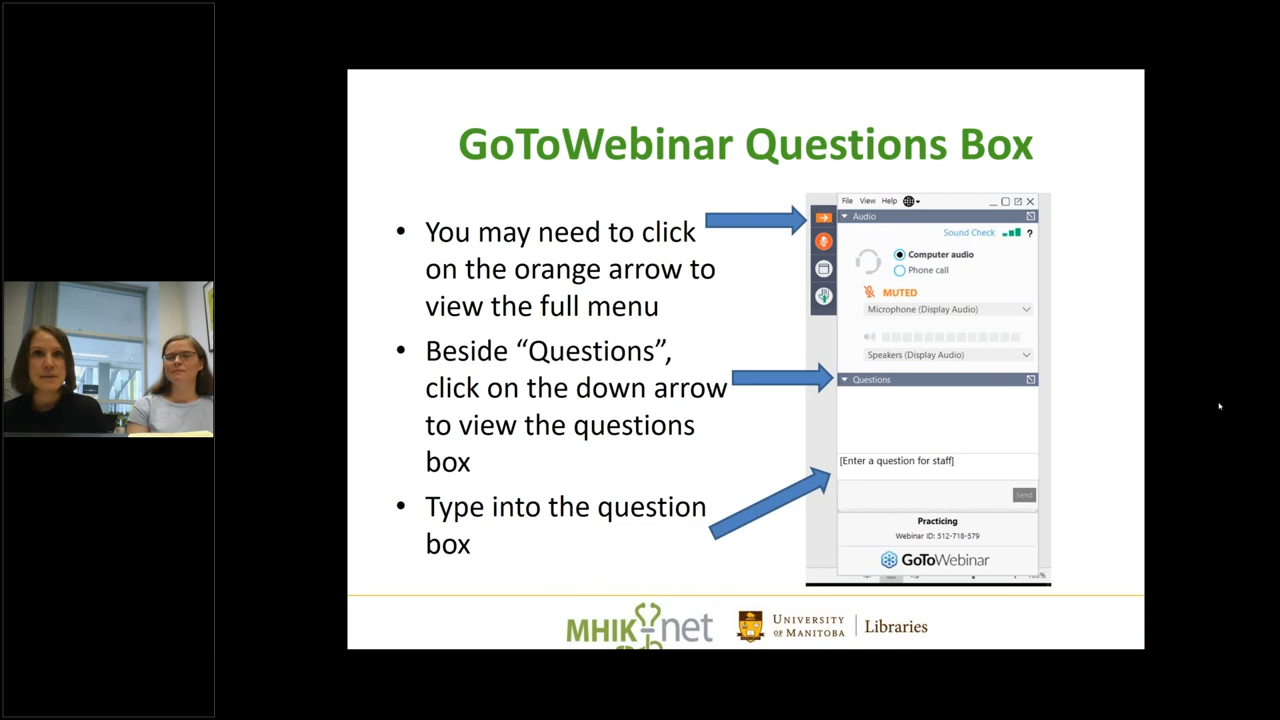 GoToWebinar Questions Box
• You may need to click
on the orange arrow to
view the full menu
• Beside “Questions”,
click on the down arrow
to view the questions
box
• Type into the question
box
File View Help
Audio
Sound Check ?
Computer audio
Phone call
MUTED
Microphone (Display Audio)
Speakers (Display Audio)
Questions
[Enter a question for staff]
Send
Practicing
Webinar ID: 512-718-579
GoToWebinar
MHIKnet
UNIVERSITY
OF MANITOBA
Libraries